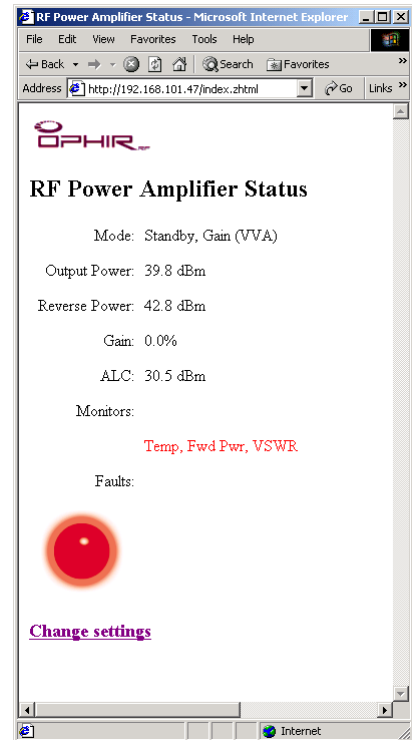 RF Power Amplifier Status - Microsoft Internet Explorer
File Edit View Favorites Tools Help
Back Search Favorites »
Address http://192.168.101.47/index.zhtml Go Links »
OPHIR RF
RF Power Amplifier Status
Mode: Standby, Gain (VVA)
Output Power: 39.8 dBm
Reverse Power: 42.8 dBm
Gain: 0.0%
ALC: 30.5 dBm
Monitors:
Temp, Fwd Pwr, VSWR
Faults:
Change settings
Internet